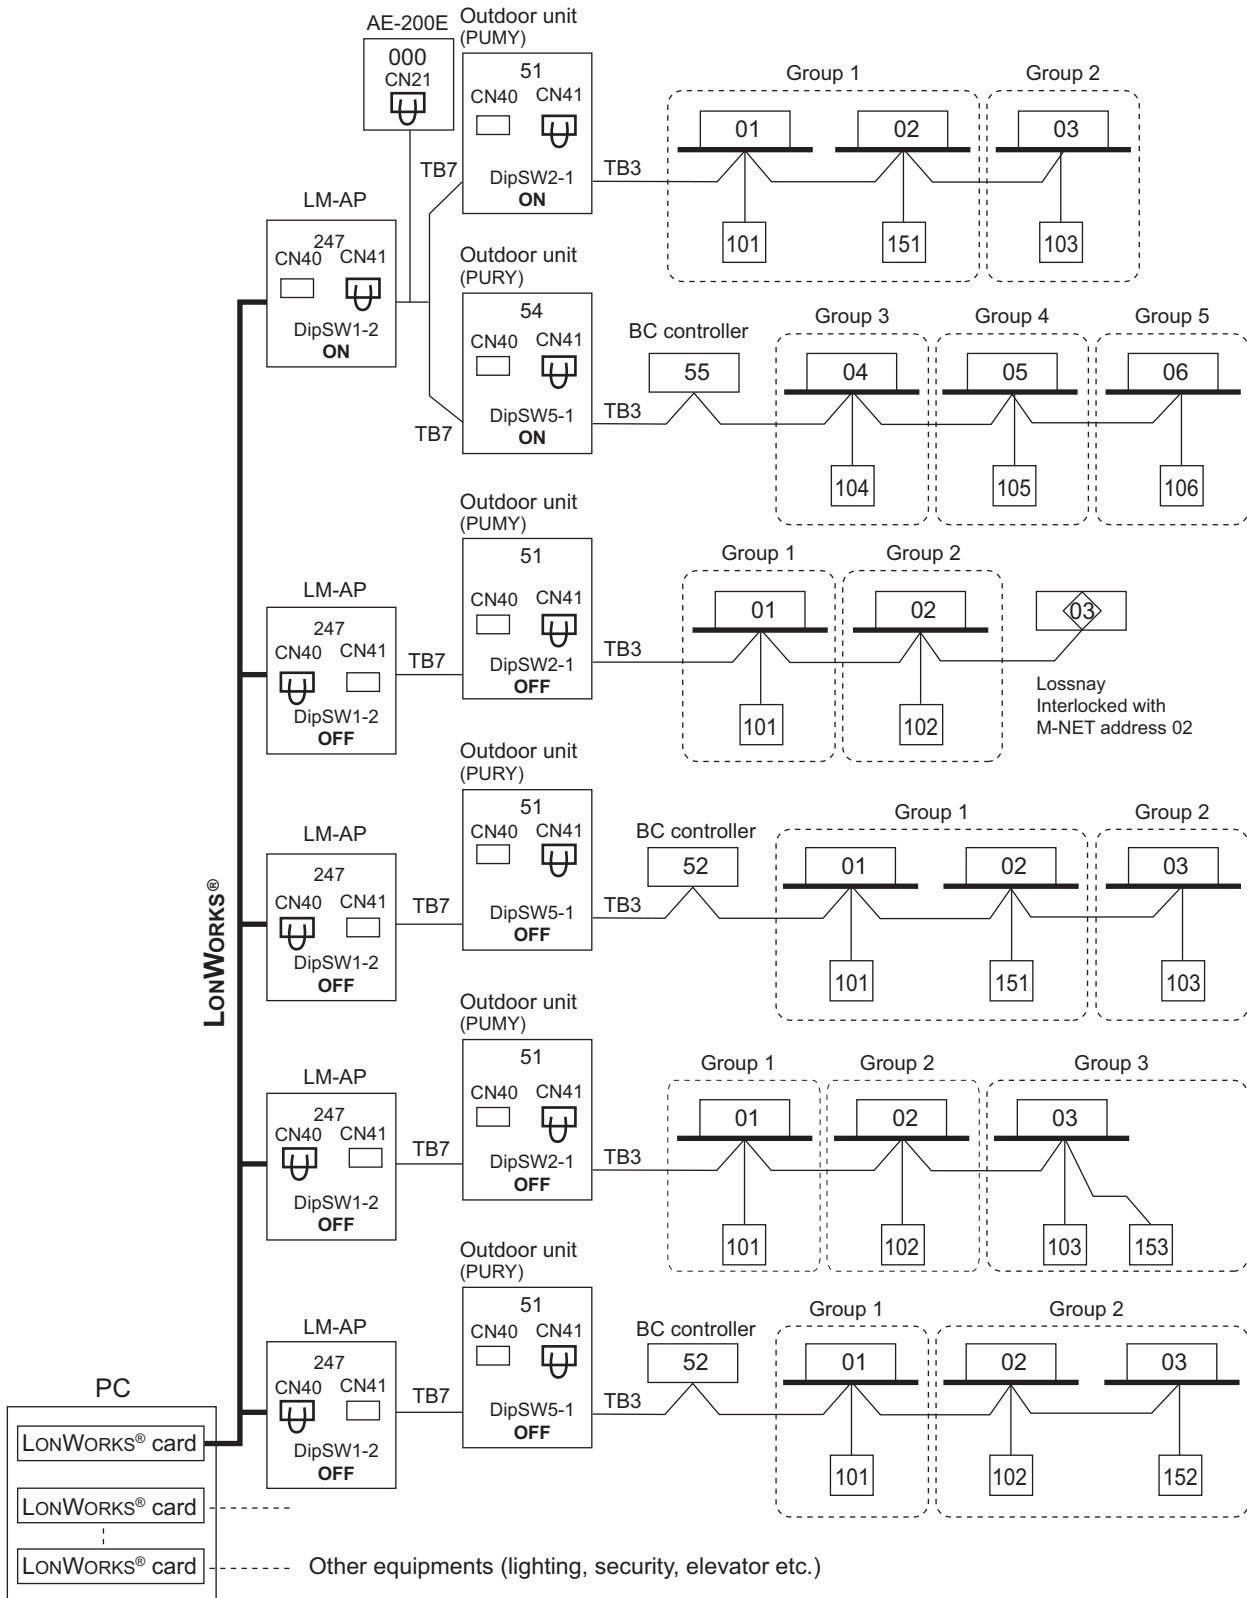 AE-200E
000
CN21
Outdoor unit
(PUMY)
51
CN40 CN41
DipSW2-1
ON
TB7
TB3
Group 1
Group 2
01
02
03
101
151
103
LM-AP
247
CN40 CN41
DipSW1-2
ON
Outdoor unit
(PURY)
54
CN40 CN41
DipSW5-1
ON
TB7
TB3
BC controller
55
Group 3
Group 4
Group 5
04
05
06
104
105
106
LM-AP
247
CN40 CN41
DipSW1-2
OFF
TB7
Outdoor unit
(PUMY)
51
CN40 CN41
DipSW2-1
OFF
TB3
Group 1
Group 2
01
02
03
101
102
Lossnay
Interlocked with
M-NET address 02
LM-AP
247
CN40 CN41
DipSW1-2
OFF
TB7
Outdoor unit
(PURY)
51
CN40 CN41
DipSW5-1
OFF
TB3
BC controller
52
Group 1
Group 2
01
02
03
101
151
103
LONWORKS®
LM-AP
247
CN40 CN41
DipSW1-2
OFF
TB7
Outdoor unit
(PUMY)
51
CN40 CN41
DipSW2-1
OFF
TB3
Group 1
Group 2
Group 3
01
02
03
101
102
103
153
LM-AP
247
CN40 CN41
DipSW1-2
OFF
TB7
Outdoor unit
(PURY)
51
CN40 CN41
DipSW5-1
OFF
TB3
BC controller
52
Group 1
Group 2
01
02
03
101
102
152
PC
LONWORKS® card
LONWORKS® card
LONWORKS® card
Other equipments (lighting, security, elevator etc.)